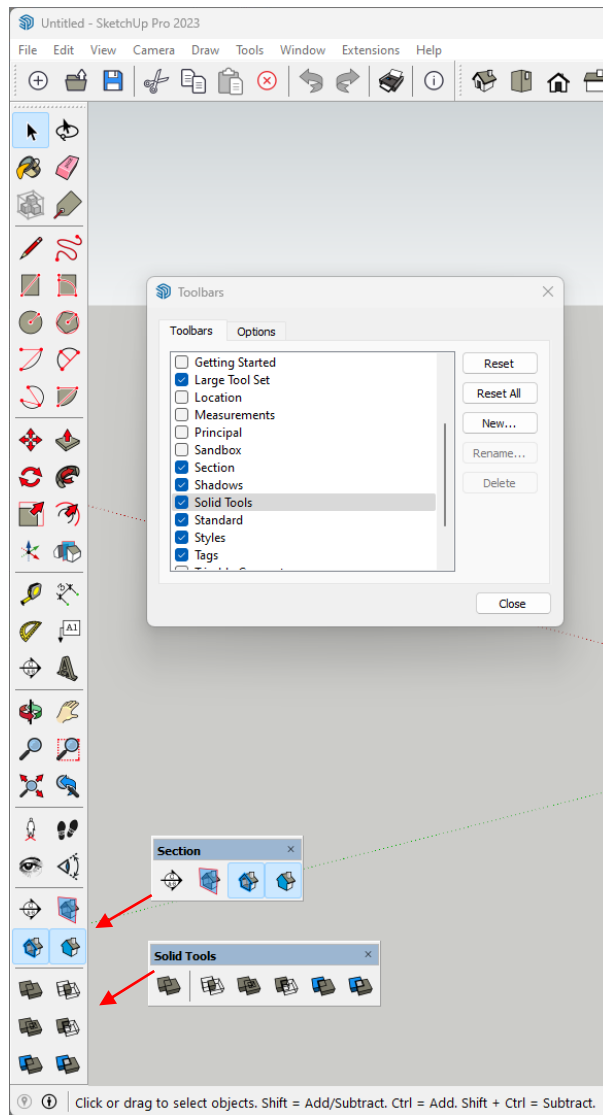 Untitled - SketchUp Pro 2023
File Edit View Camera Draw Tools Window Extensions Help
Toolbars
Toolbars Options
Getting Started
Large Tool Set
Location
Measurements
Principal
Sandbox
Section
Shadows
Solid Tools
Standard
Styles
Tags
Reset
Reset All
New...
Rename...
Delete
Close
A1
Section
Solid Tools
Click or drag to select objects. Shift = Add/Subtract. Ctrl = Add. Shift + Ctrl = Subtract.